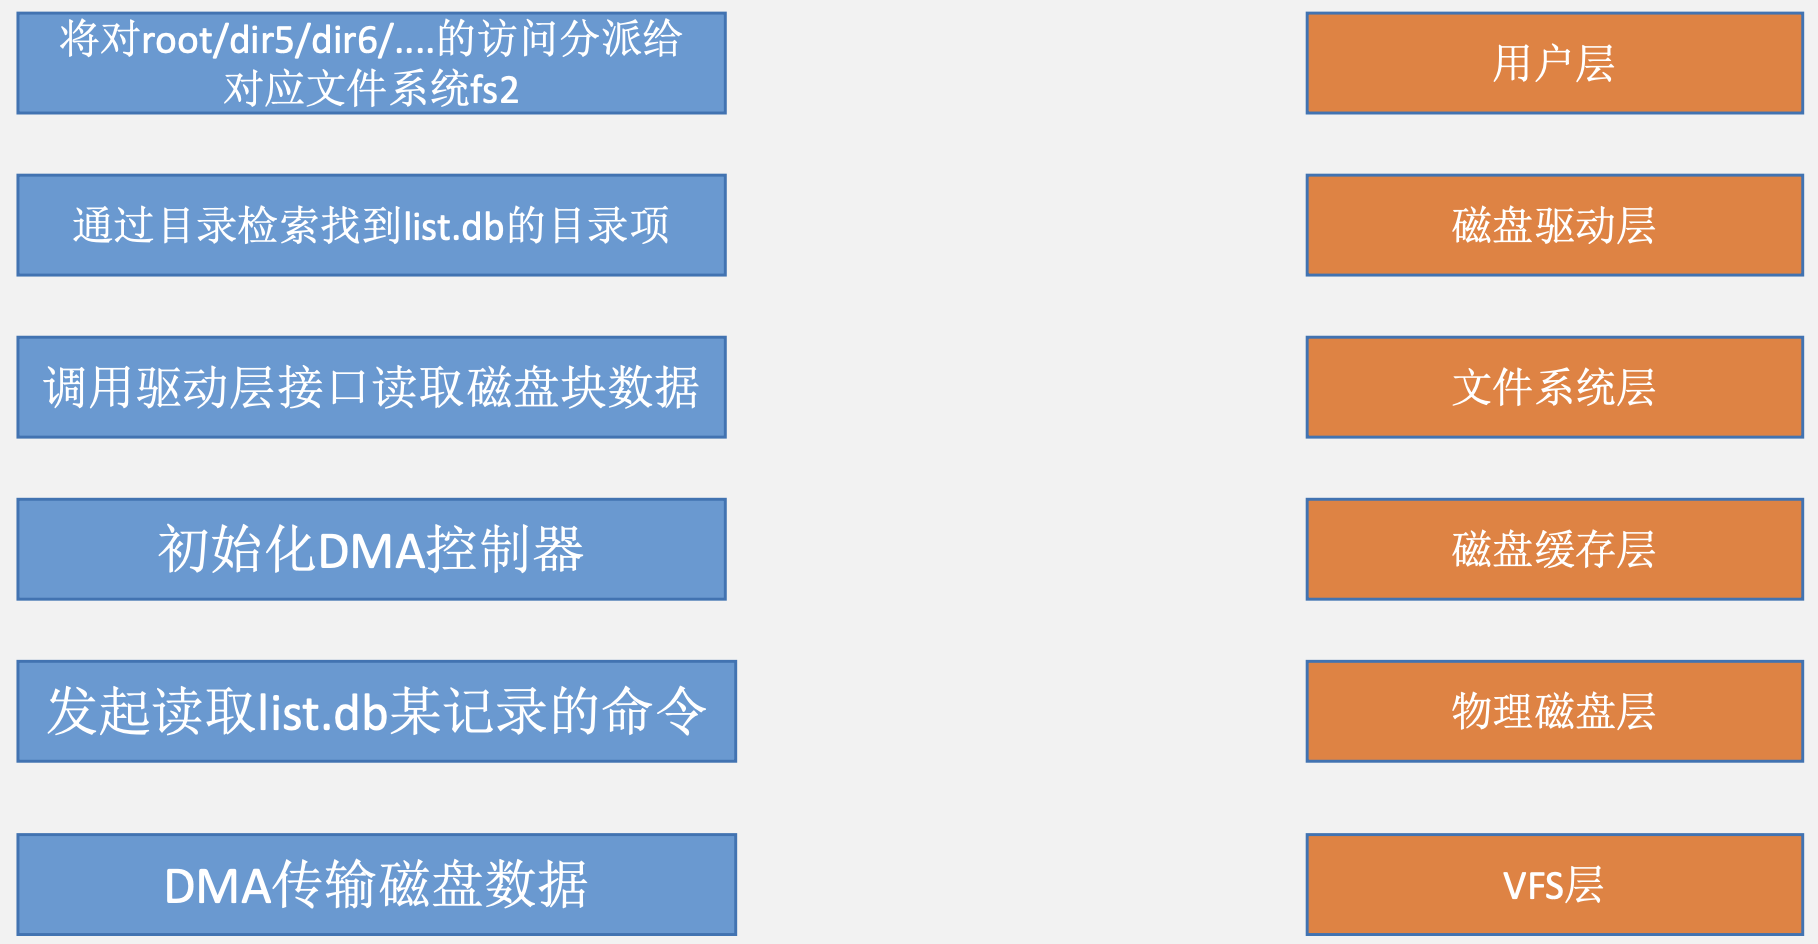 将对root/dir5/dir6/....的访问分派给
对应文件系统fs2
用户层
通过目录检索找到list.db的目录项
磁盘驱动层
调用驱动层接口读取磁盘块数据
文件系统层
初始化DMA控制器
磁盘缓存层
发起读取list.db某记录的命令
物理磁盘层
DMA传输磁盘数据
VFS层